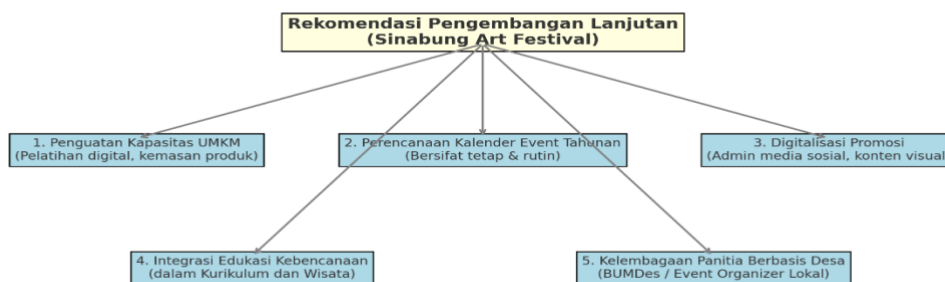 Rekomendasi Pengembangan Lanjutan
(Sinabung Art Festival)
1. Penguatan Kapasitas UMKM
(Pelatihan digital, kemasan produk)
2. Perencanaan Kalender Event Tahunan
(Bersifat tetap & rutin)
3. Digitalisasi Promosi
(Admin media sosial, konten visual
4. Integrasi Edukasi Kebencanaan
(dalam Kurikulum dan Wisata)
5. Kelembagaan Panitia Berbasis Desa
(BUMDes / Event Organizer Lokal)